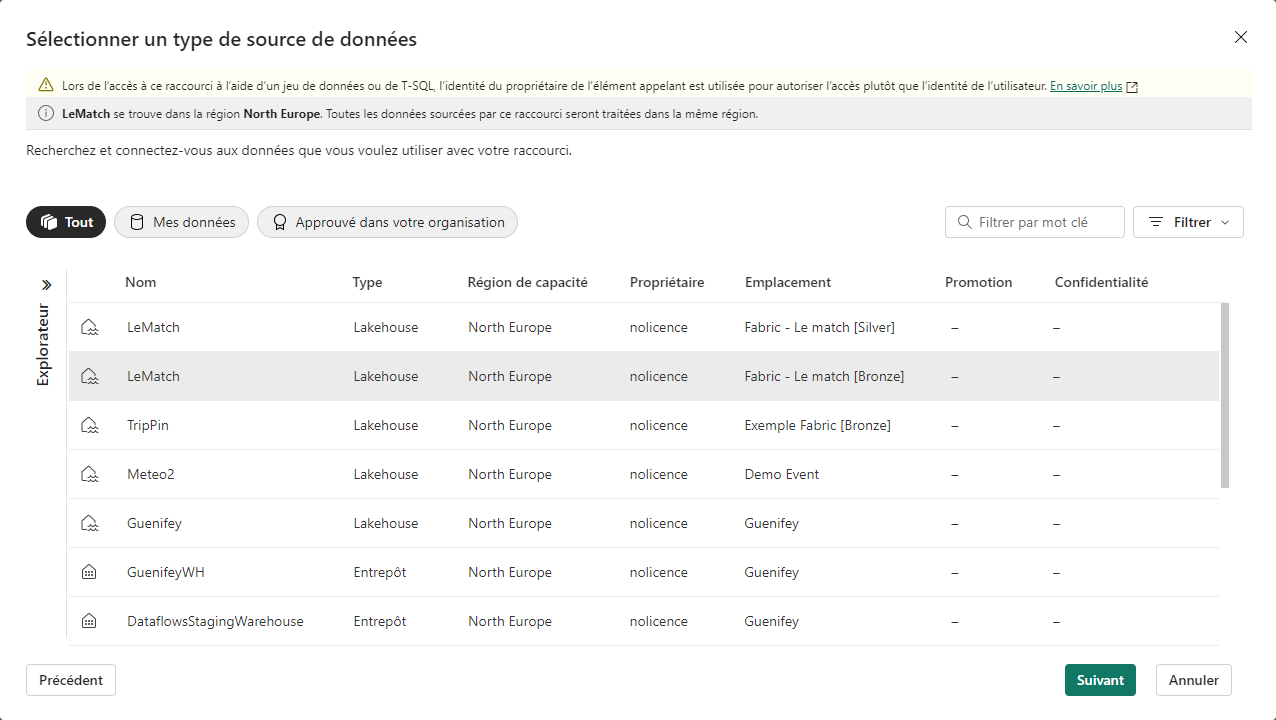 Sélectionner un type de source de données
Lors de l’accès à ce raccourci à l’aide d’un jeu de données ou de T-SQL, l’identité du propriétaire de l’élément appelant est utilisée pour autoriser l’accès plutôt que l’identité de l’utilisateur. En savoir plus
LeMatch se trouve dans la région North Europe. Toutes les données sourcées par ce raccourci seront traitées dans la même région.
Recherchez et connectez-vous aux données que vous voulez utiliser avec votre raccourci.
Tout Mes données Approuvé dans votre organisation Filtrer par mot clé Filtrer
Explorateur
Nom Type Région de capacité Propriétaire Emplacement Promotion Confidentialité
LeMatch Lakehouse North Europe nolicence Fabric - Le match [Silver] – –
LeMatch Lakehouse North Europe nolicence Fabric - Le match [Bronze] – –
TripPin Lakehouse North Europe nolicence Exemple Fabric [Bronze] – –
Meteo2 Lakehouse North Europe nolicence Demo Event – –
Guenifey Lakehouse North Europe nolicence Guenifey – –
GuenifeyWH Entrepôt North Europe nolicence Guenifey – –
DataflowsStagingWarehouse Entrepôt North Europe nolicence Guenifey – –
Précédent Suivant Annuler